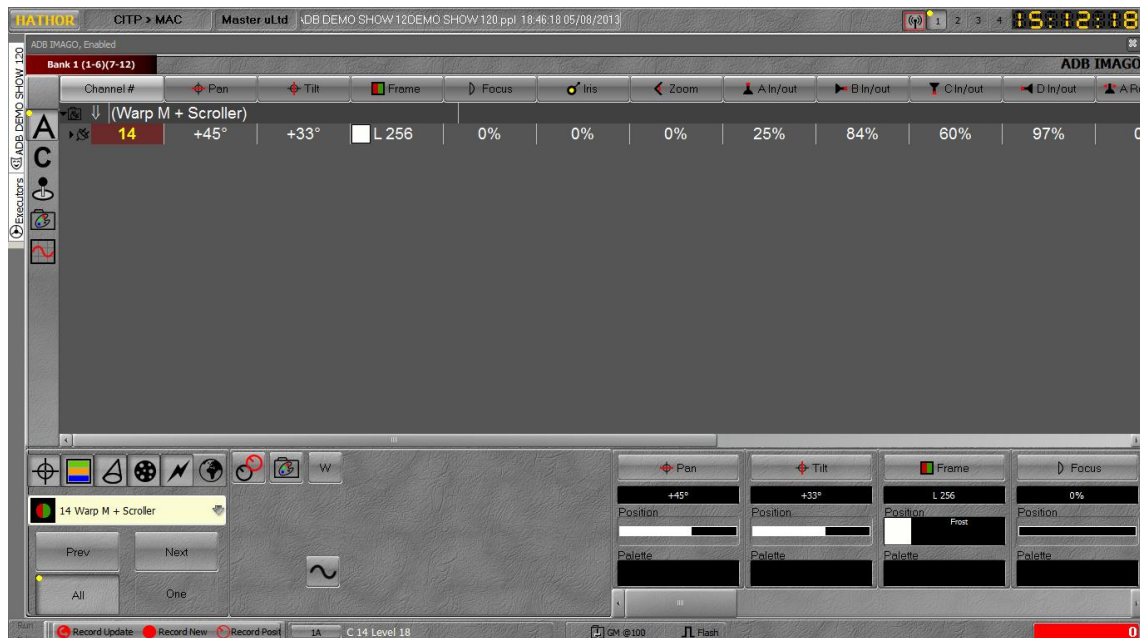 HATHOR CITP > MAC Master uLtd \DB DEMO SHOW 12DEMO SHOW 120.ppl 18:46:18 05/08/2013 1 2 3 4 15:12:18
ADB IMAGO, Enabled
Bank 1 (1-6)(7-12) ADB IMAGO
Channel # Pan Tilt Frame Focus Iris Zoom A In/out B In/out C In/out D In/out A R
(Warp M + Scroller)
14 +45° +33° L 256 0% 0% 0% 25% 84% 60% 97%
A
C
ADB DEMO SHOW 120
Executors
W
Pan Tilt Frame Focus
+45° +33° L 256 0%
14 Warp M + Scroller
Position Position Position Position
Frost
Prev Next
Palette Palette Palette Palette
All One
Run Record Update Record New Record Posit 1A C 14 Level 18 GM @100 Flash 0